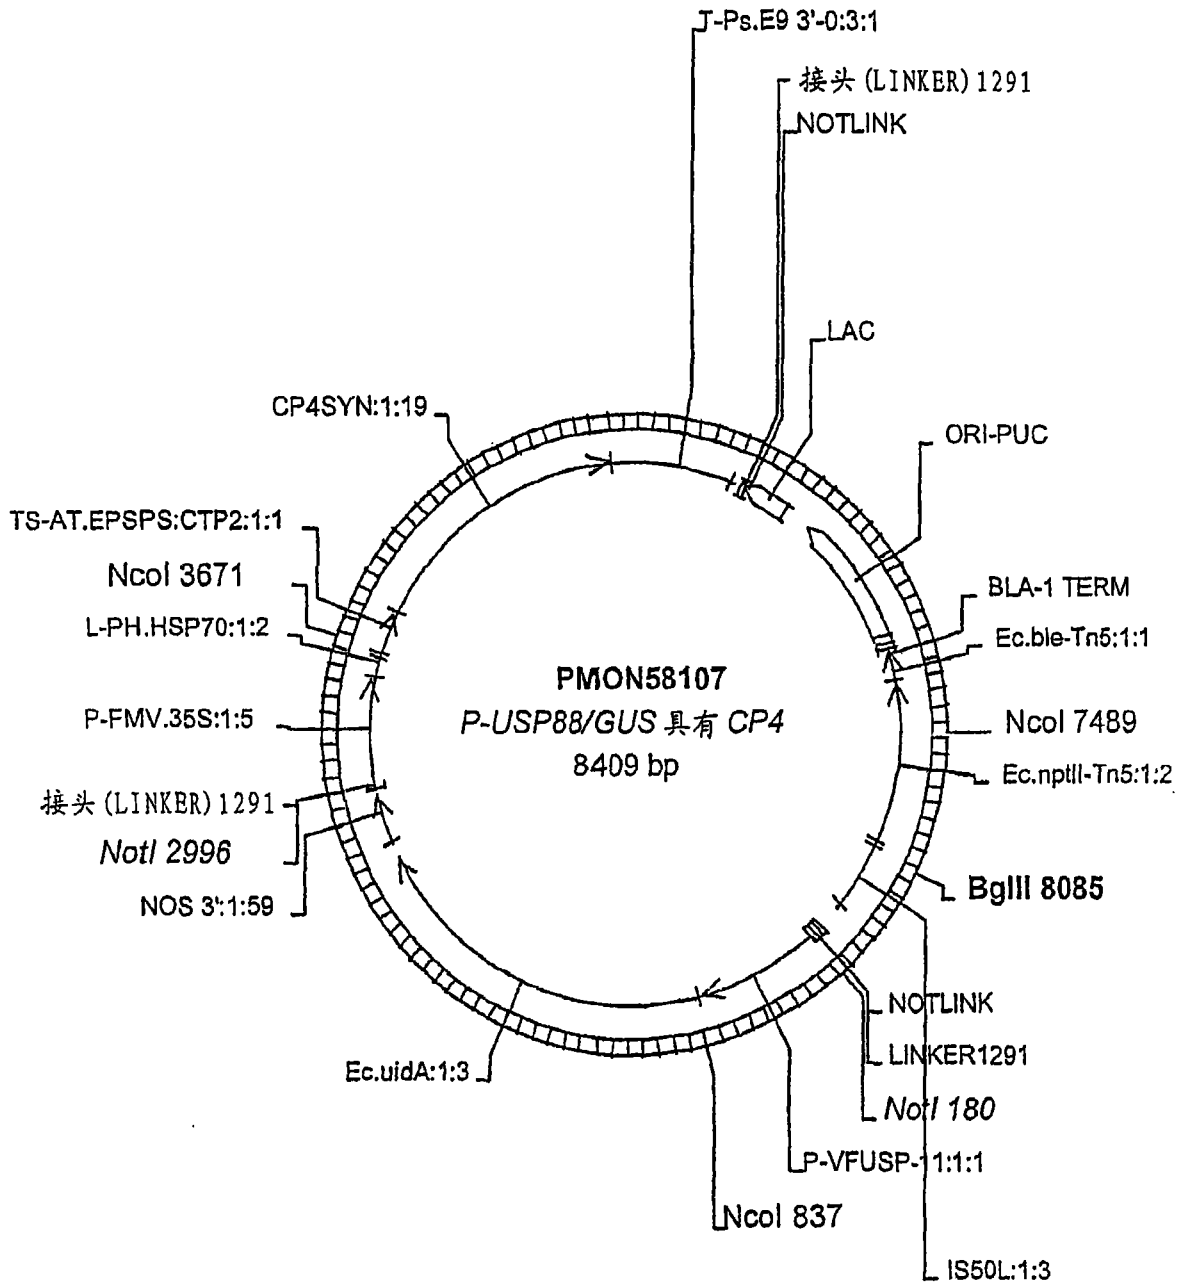 T-Ps.E9 3'-0:3:1
接头(LINKER)1291
NOTLINK
LAC
CP4SYN:1:19
ORI-PUC
TS-AT.EPSPS:CTP2:1:1
NcoI 3671
BLA-1 TERM
L-PH.HSP70:1:2
Ec.ble-Tn5:1:1
PMON58107
P-USP88/GUS 具有 CP4
8409 bp
P-FMV.35S:1:5
NcoI 7489
Ec.nptII-Tn5:1:2
接头(LINKER)1291
NotI 2996
BglII 8085
NOS 3':1:59
NOTLINK
LINKER1291
Ec.uidA:1:3
NotI 180
P-VFUSP-11:1:1
NcoI 837
IS50L:1:3